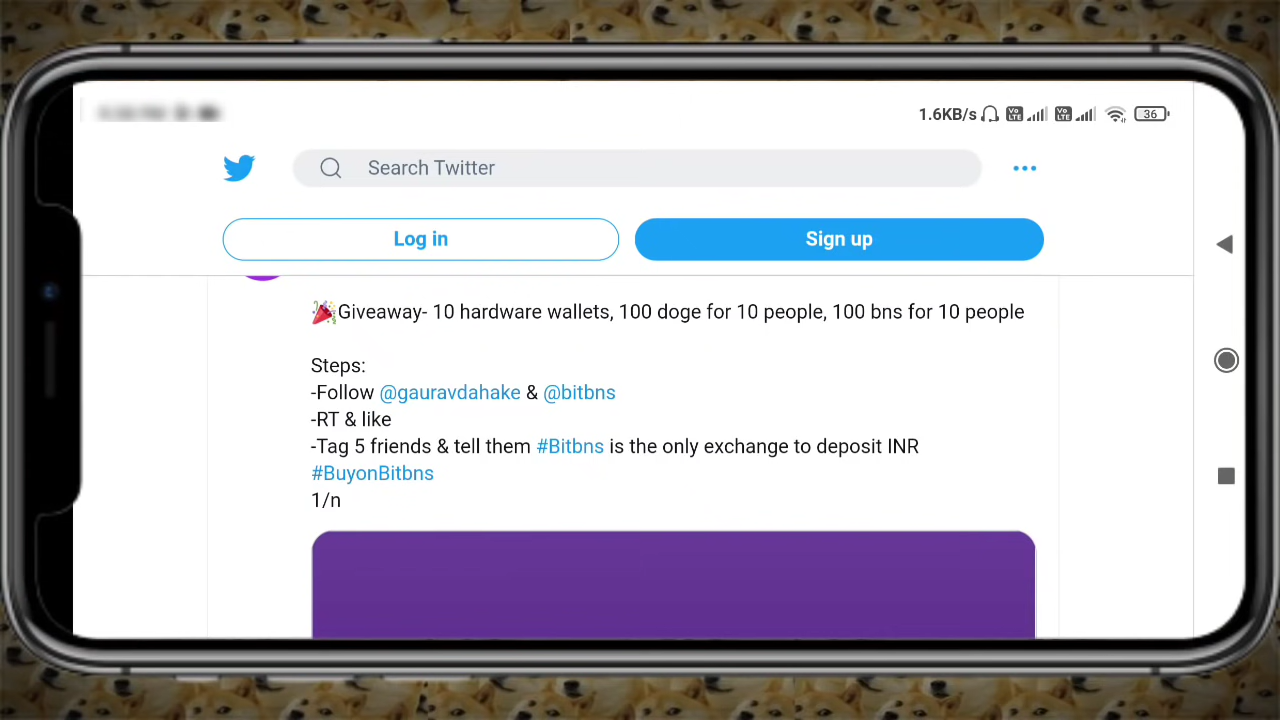 1.6KB/s
36
Search Twitter
Log in
Sign up
🎉Giveaway- 10 hardware wallets, 100 doge for 10 people, 100 bns for 10 people
Steps:
-Follow @gauravdahake & @bitbns
-RT & like
-Tag 5 friends & tell them #Bitbns is the only exchange to deposit INR
#BuyonBitbns
1/n